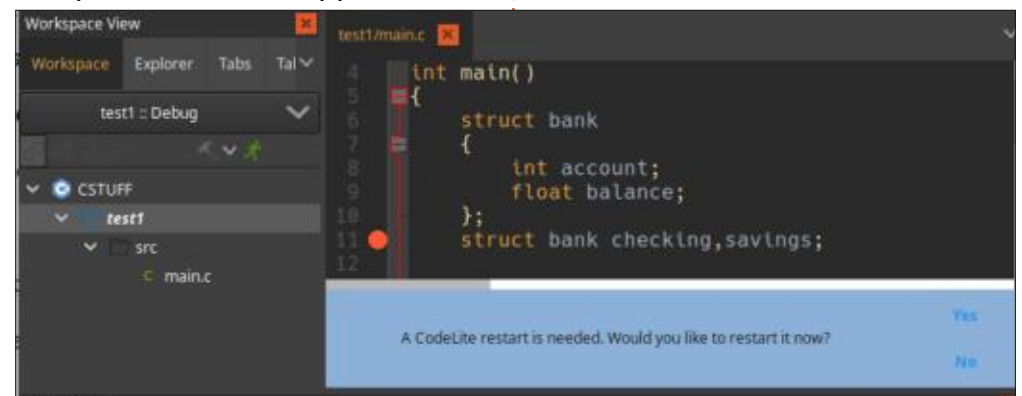 Workspace View
Workspace Explorer Tabs Tal
test1 :: Debug
CSTUFF
test1
src
C main.c
test1/main.c
4 int main()
5 {
6 struct bank
7 {
8 int account;
9 float balance;
10 };
11 struct bank checking,savings;
12
A CodeLite restart is needed. Would you like to restart it now?
Yes
No